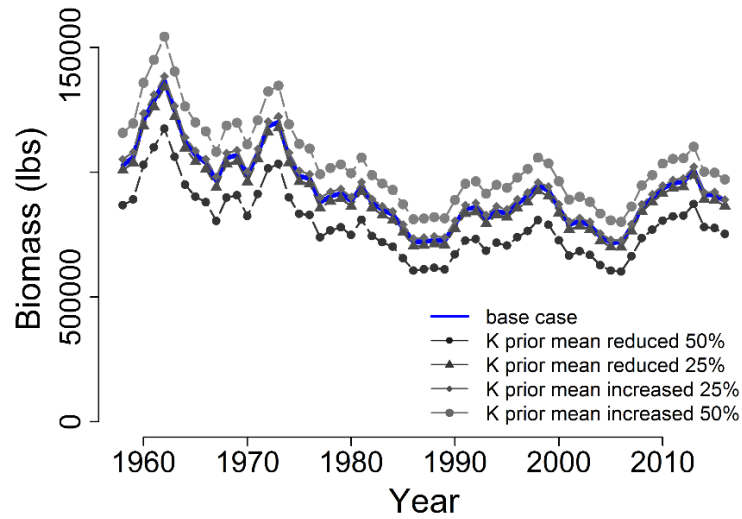 Biomass (lbs)
150000
500000
0
base case
K prior mean reduced 50%
K prior mean reduced 25%
K prior mean increased 25%
K prior mean increased 50%
1960 1970 1980 1990 2000 2010
Year